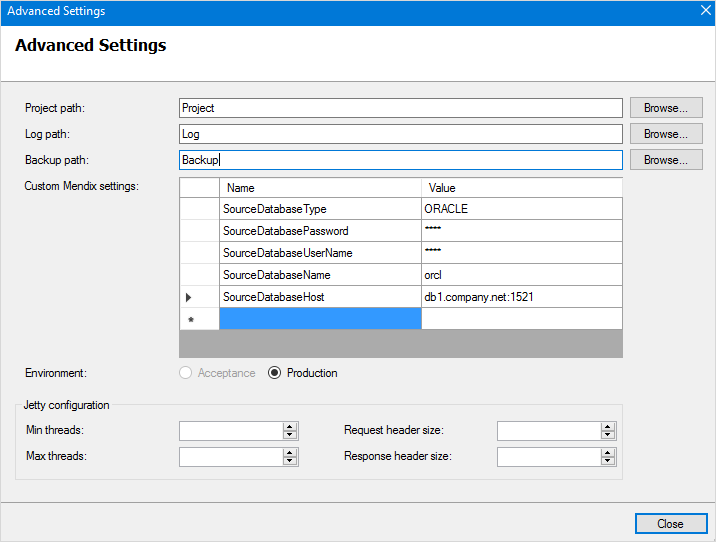 Advanced Settings
Advanced Settings
Project path: Project Browse...
Log path: Log Browse...
Backup path: Backup Browse...
Custom Mendix settings: Name Value
SourceDatabaseType ORACLE
SourceDatabasePassword ****
SourceDatabaseUserName ****
SourceDatabaseName orcl
SourceDatabaseHost db1.company.net:1521
*
Environment: Acceptance Production
Jetty configuration
Min threads: Request header size:
Max threads: Response header size:
Close